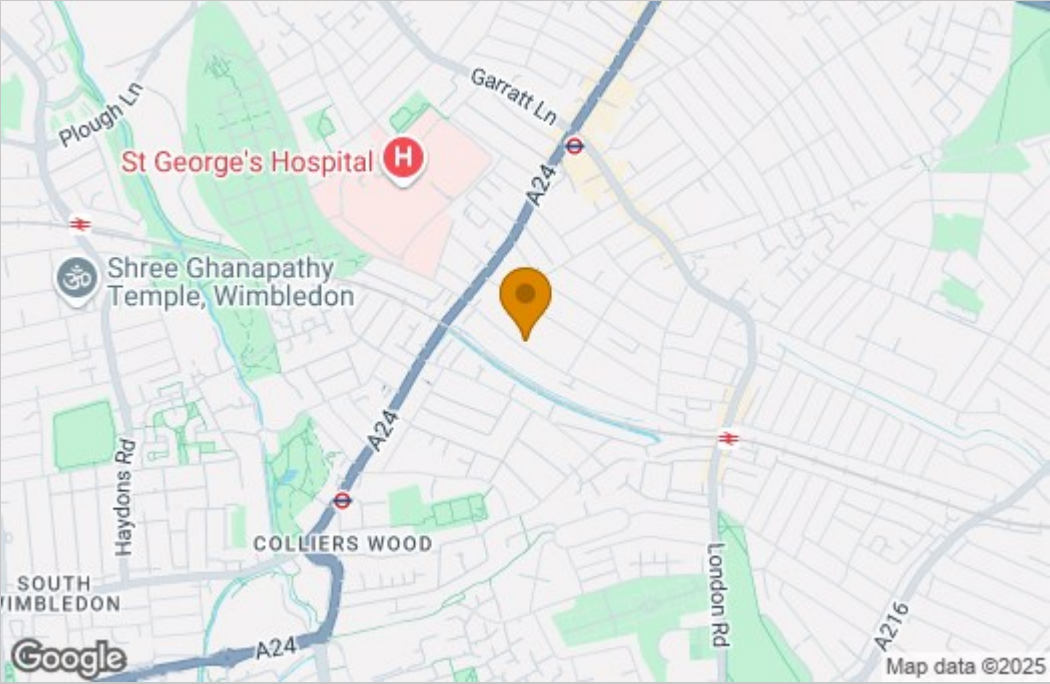 Garratt Ln
Plough Ln
St George's Hospital
H
A24
Shree Ghanapathy
Temple, Wimbledon
ॐ
A24
Haydons Rd
COLLIERS WOOD
London Rd
SOUTH
WIMBLEDON
A216
A24
Google
Map data ©2025